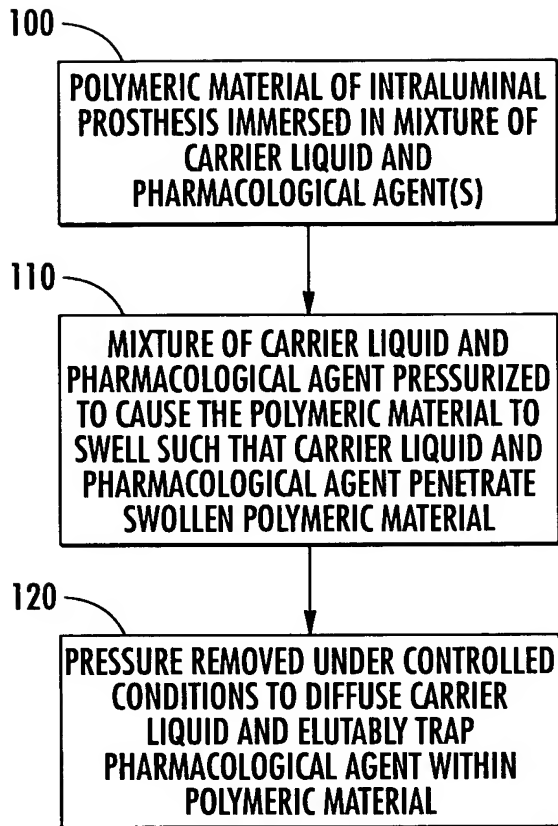 100
POLYMERIC MATERIAL OF INTRALUMINAL
PROSTHESIS IMMERSED IN MIXTURE OF
CARRIER LIQUID AND
PHARMACOLOGICAL AGENT(S)
110
MIXTURE OF CARRIER LIQUID AND
PHARMACOLOGICAL AGENT PRESSURIZED
TO CAUSE THE POLYMERIC MATERIAL TO
SWELL SUCH THAT CARRIER LIQUID AND
PHARMACOLOGICAL AGENT PENETRATE
SWOLLEN POLYMERIC MATERIAL
120
PRESSURE REMOVED UNDER CONTROLLED
CONDITIONS TO DIFFUSE CARRIER
LIQUID AND ELUTABLY TRAP
PHARMACOLOGICAL AGENT WITHIN
POLYMERIC MATERIAL